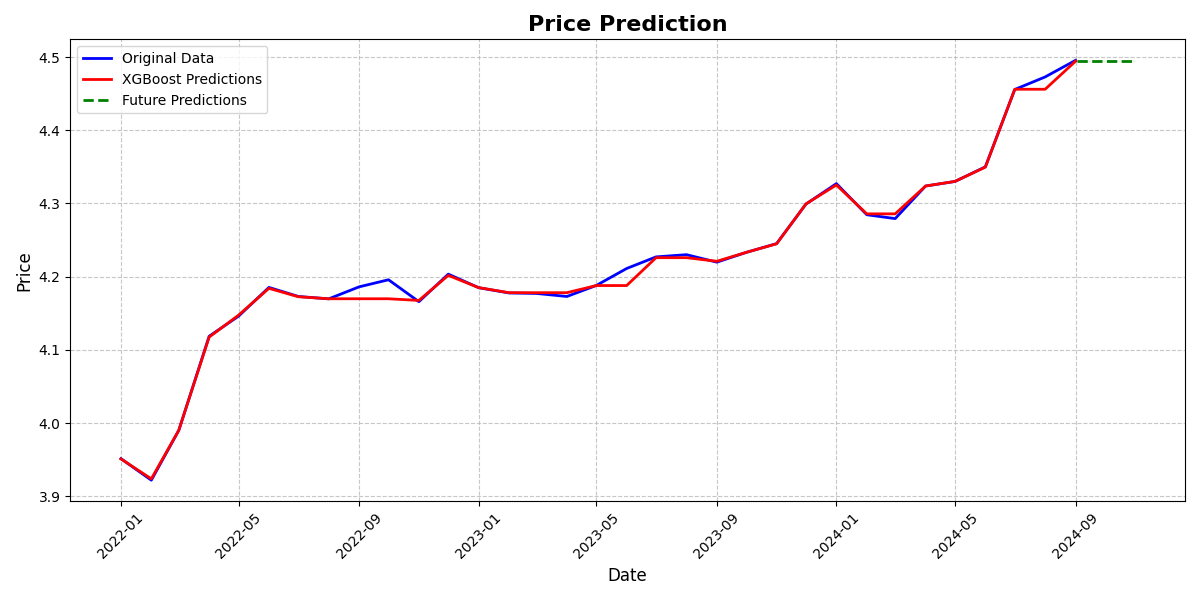 Price Prediction
Original Data
XGBoost Predictions
Future Predictions
Price
4.5
4.4
4.3
4.2
4.1
4.0
3.9
2022-01
2022-05
2022-09
2023-01
2023-05
2023-09
2024-01
2024-05
2024-09
Date